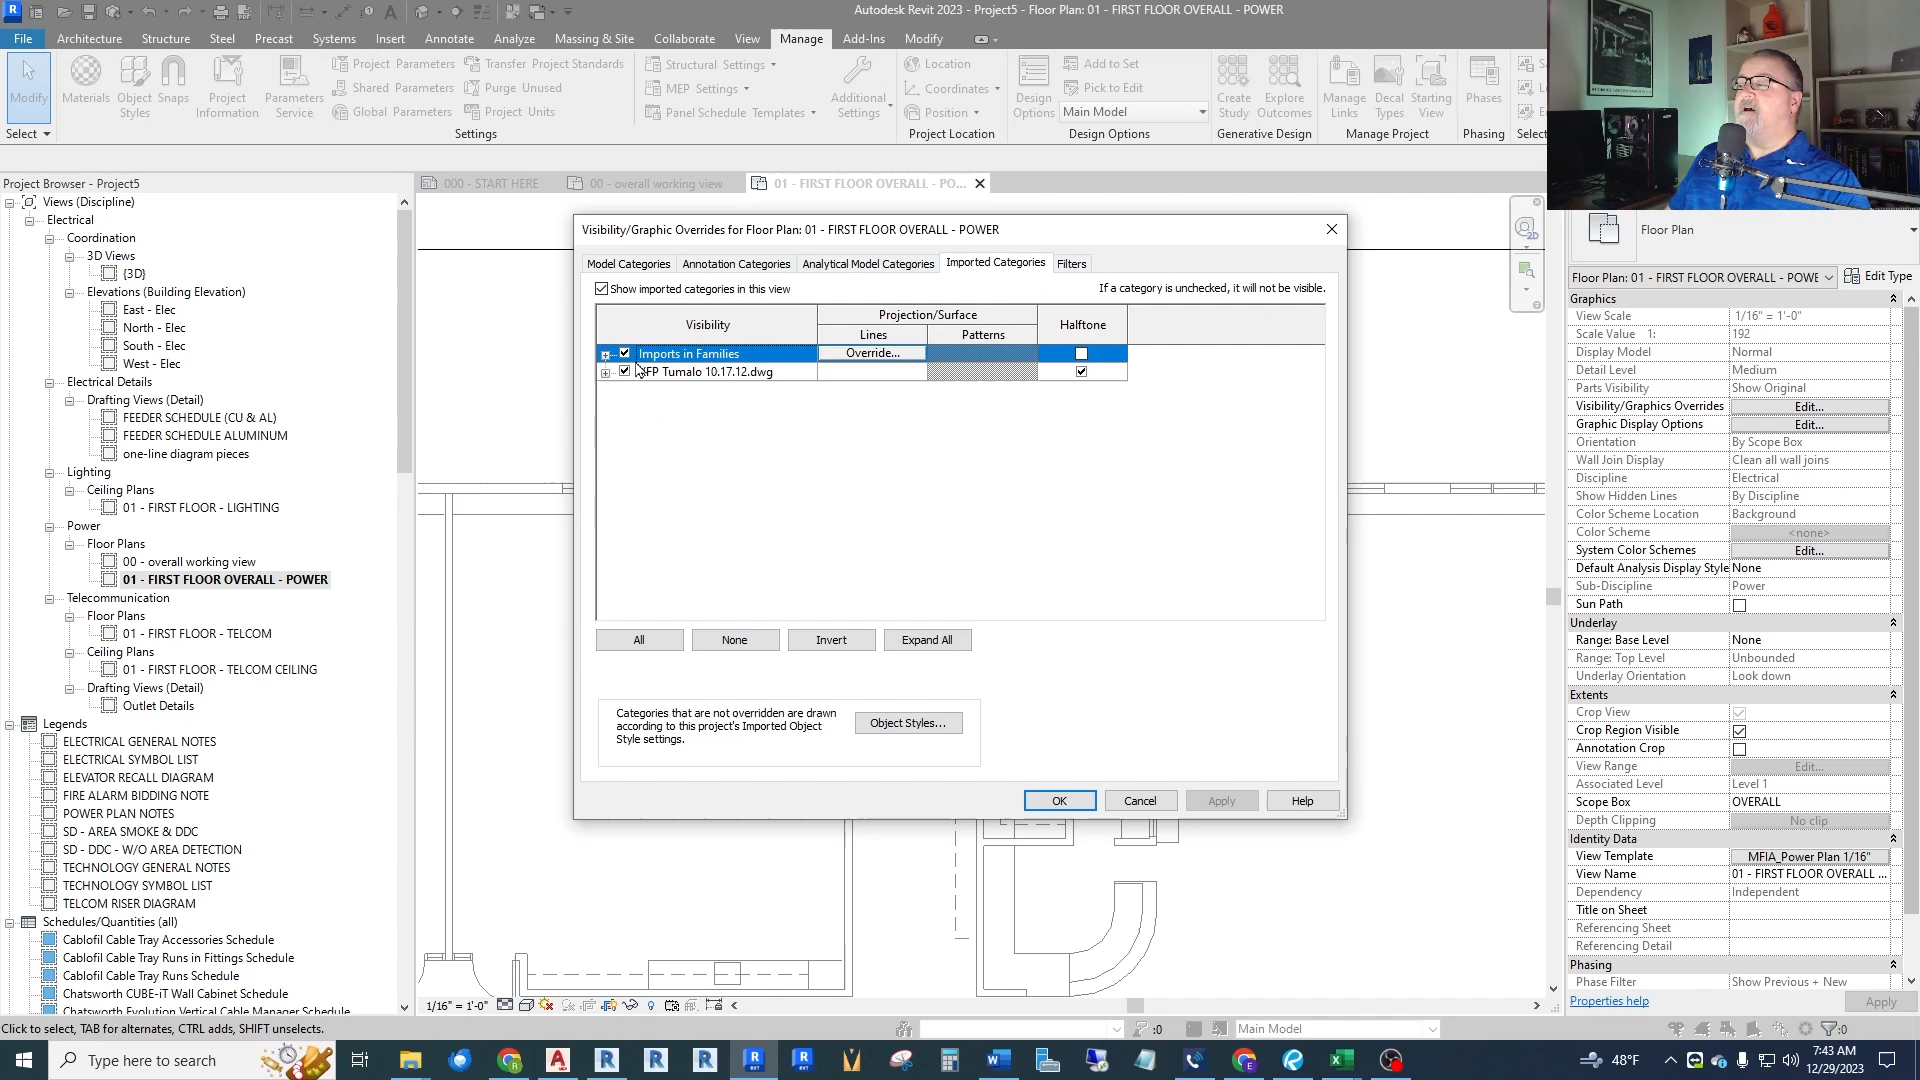 Autodesk Revit 2023 - Project5 - Floor Plan: 01 - FIRST FLOOR OVERALL - POWER
File Architecture Structure Steel Precast Systems Insert Annotate Analyze Massing & Site Collaborate View Manage Add-Ins Modify
Modify
Select
Materials
Object Styles
Snaps
Project Information
Parameters Service
Project Parameters
Shared Parameters
Global Parameters
Transfer Project Standards
Purge Unused
Project Units
Settings
Structural Settings
MEP Settings
Panel Schedule Templates
Additional Settings
Location
Coordinates
Position
Project Location
Design Options
Add to Set
Pick to Edit
Main Model
Design Options
Create Study
Explore Outcomes
Generative Design
Manage Links
Decal Types
Starting View
Manage Project
Phases
Phasing
Select
Project Browser - Project5
Views (Discipline)
Electrical
Coordination
3D Views
{3D}
Elevations (Building Elevation)
East - Elec
North - Elec
South - Elec
West - Elec
Electrical Details
Drafting Views (Detail)
FEEDER SCHEDULE (CU & AL)
FEEDER SCHEDULE ALUMINUM
one-line diagram pieces
Lighting
Ceiling Plans
01 - FIRST FLOOR - LIGHTING
Power
Floor Plans
00 - overall working view
01 - FIRST FLOOR OVERALL - POWER
Telecommunication
Floor Plans
01 - FIRST FLOOR - TELCOM
Ceiling Plans
01 - FIRST FLOOR - TELCOM CEILING
Drafting Views (Detail)
Outlet Details
Legends
ELECTRICAL GENERAL NOTES
ELECTRICAL SYMBOL LIST
ELEVATOR RECALL DIAGRAM
FIRE ALARM BIDDING NOTE
POWER PLAN NOTES
SD - AREA SMOKE & DDC
SD - DDC - W/O AREA DETECTION
TECHNOLOGY GENERAL NOTES
TECHNOLOGY SYMBOL LIST
TELCOM RISER DIAGRAM
Schedules/Quantities (all)
Cablofil Cable Tray Accessories Schedule
Cablofil Cable Tray Runs in Fittings Schedule
Cablofil Cable Tray Runs Schedule
Chatsworth CUBE-iT Wall Cabinet Schedule
Chatsworth Evolution Vertical Cable Manager Schedule
000 - START HERE
00 - overall working view
01 - FIRST FLOOR OVERALL - PO...
Visibility/Graphic Overrides for Floor Plan: 01 - FIRST FLOOR OVERALL - POWER
Model Categories Annotation Categories Analytical Model Categories Imported Categories Filters
Show imported categories in this view
If a category is unchecked, it will not be visible.
Visibility
Projection/Surface
Lines
Patterns
Halftone
Imports in Families
Override...
FP Tumalo 10.17.12.dwg
All None Invert Expand All
Categories that are not overridden are drawn
according to this project's Imported Object
Style settings.
Object Styles...
OK Cancel Apply Help
1/16" = 1'-0"
2D
Floor Plan
Floor Plan: 01 - FIRST FLOOR OVERALL - POWE
Edit Type
Graphics
View Scale 1/16" = 1'-0"
Scale Value 1: 192
Display Model Normal
Detail Level Medium
Parts Visibility Show Original
Visibility/Graphics Overrides Edit...
Graphic Display Options Edit...
Orientation By Scope Box
Wall Join Display Clean all wall joins
Discipline Electrical
Show Hidden Lines By Discipline
Color Scheme Location Background
Color Scheme <none>
System Color Schemes Edit...
Default Analysis Display Style None
Sub-Discipline Power
Sun Path
Underlay
Range: Base Level None
Range: Top Level Unbounded
Underlay Orientation Look down
Extents
Crop View
Crop Region Visible
Annotation Crop
View Range Edit...
Associated Level Level 1
Scope Box OVERALL
Depth Clipping No clip
Identity Data
View Template MFIA_Power Plan 1/16"
View Name 01 - FIRST FLOOR OVERALL ...
Dependency Independent
Title on Sheet
Referencing Sheet
Referencing Detail
Phasing
Phase Filter Show Previous + New
Properties help
Apply
Click to select, TAB for alternates, CTRL adds, SHIFT unselects.
:0
Main Model
:0
Type here to search
48°F
7:43 AM
12/29/2023